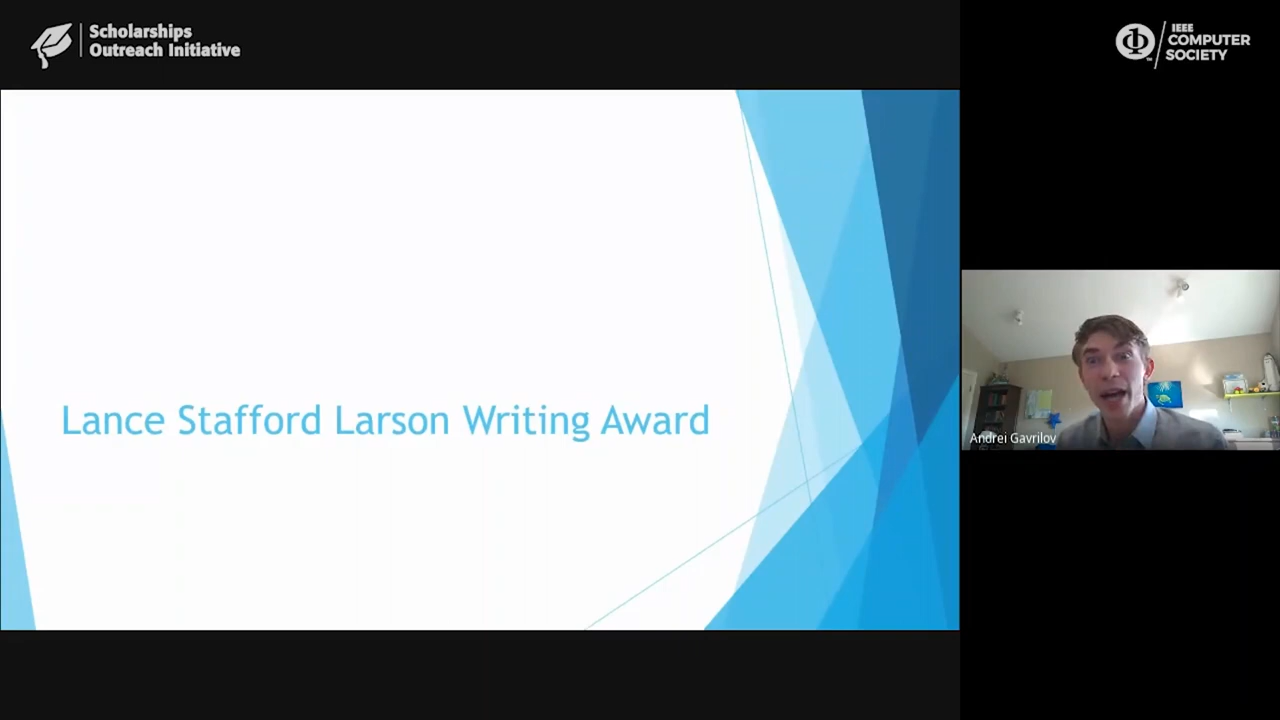 Scholarships
Outreach Initiative
IEEE
COMPUTER
SOCIETY
Lance Stafford Larson Writing Award
Andrei Gavrilov